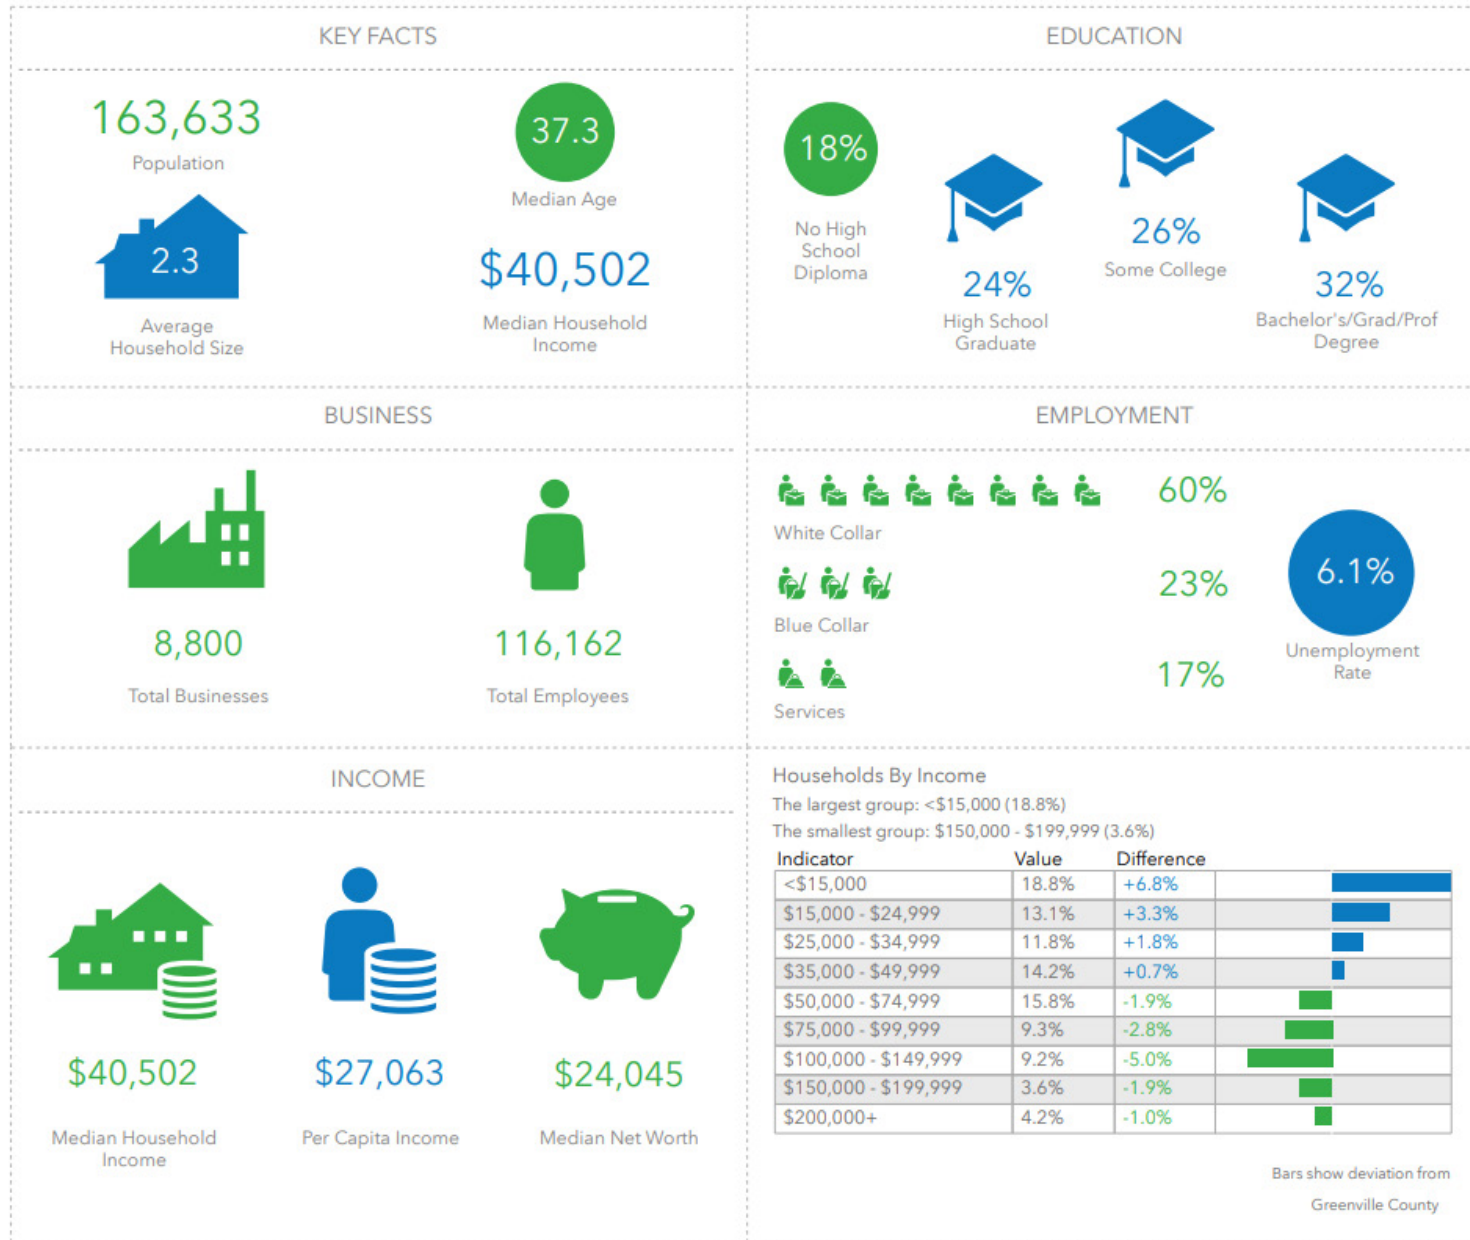 KEY FACTS
163,633
Population
37.3
Median Age
2.3
Average
Household Size
$40,502
Median Household
Income
EDUCATION
18%
No High
School
Diploma
24%
High School
Graduate
26%
Some College
32%
Bachelor's/Grad/Prof
Degree
BUSINESS
8,800
Total Businesses
116,162
Total Employees
EMPLOYMENT
60%
White Collar
23%
Blue Collar
17%
Services
6.1%
Unemployment
Rate
INCOME
$40,502
Median Household
Income
$27,063
Per Capita Income
$24,045
Median Net Worth
Households By Income
The largest group: <$15,000 (18.8%)
The smallest group: $150,000 - $199,999 (3.6%)
Indicator Value Difference
<$15,000 18.8% +6.8%
$15,000 - $24,999 13.1% +3.3%
$25,000 - $34,999 11.8% +1.8%
$35,000 - $49,999 14.2% +0.7%
$50,000 - $74,999 15.8% -1.9%
$75,000 - $99,999 9.3% -2.8%
$100,000 - $149,999 9.2% -5.0%
$150,000 - $199,999 3.6% -1.9%
$200,000+ 4.2% -1.0%
Bars show deviation from
Greenville County